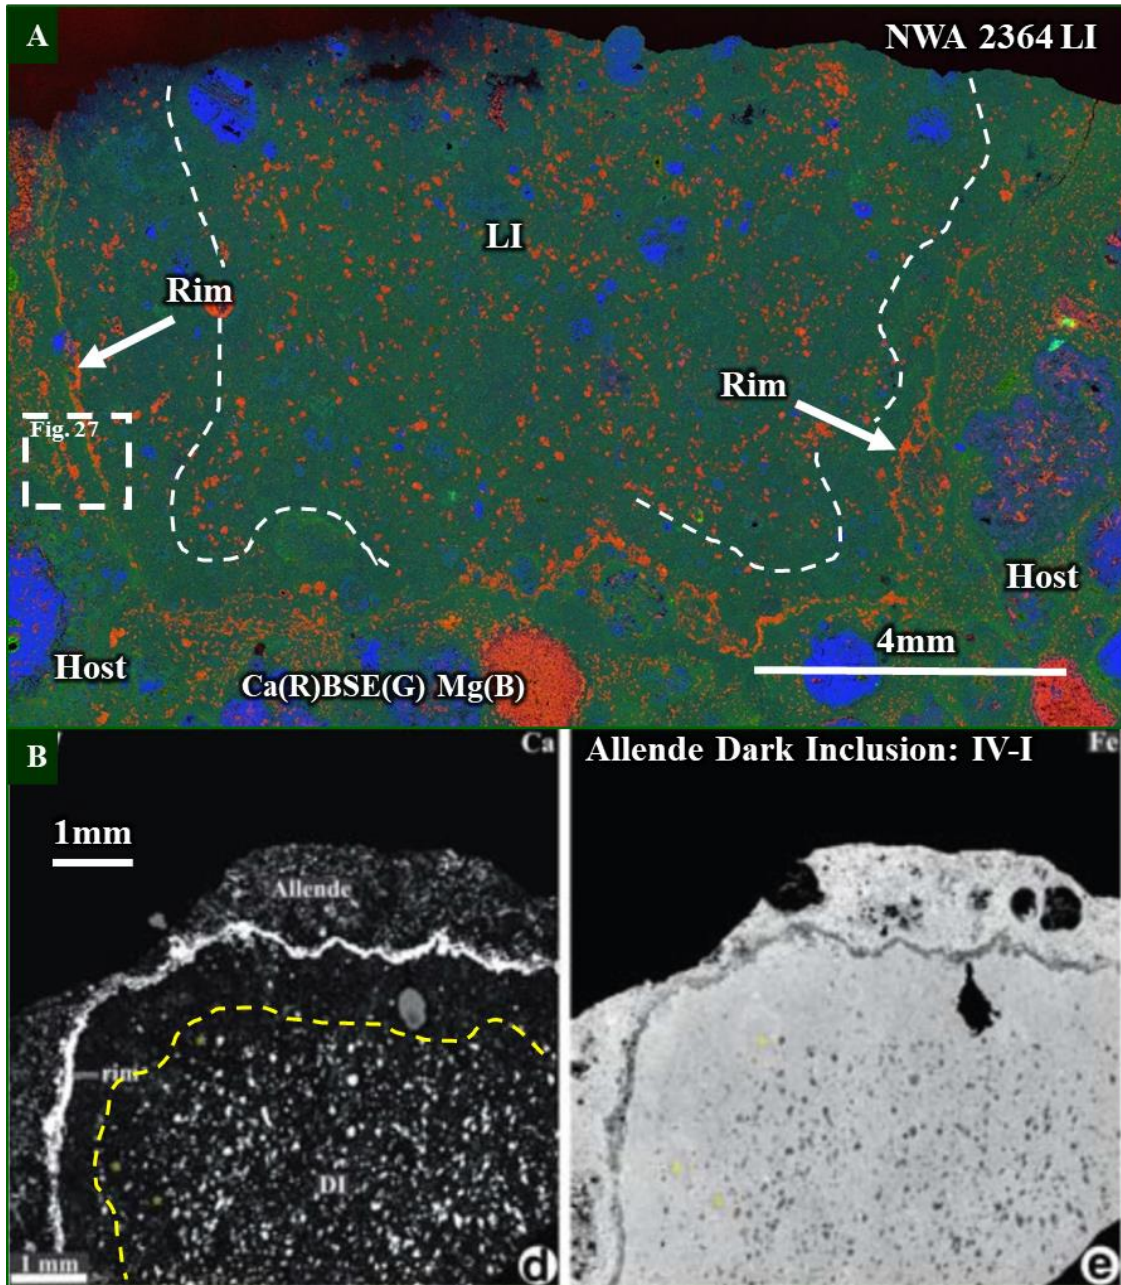 A
NWA 2364 LI
LI
Rim
Rim
Fig. 27
Host
Host
4mm
Ca(R)BSE(G) Mg(B)
B
Ca
Allende Dark Inclusion: IV-I
Fe
1mm
Allende
rim
DI
1 mm
d
e